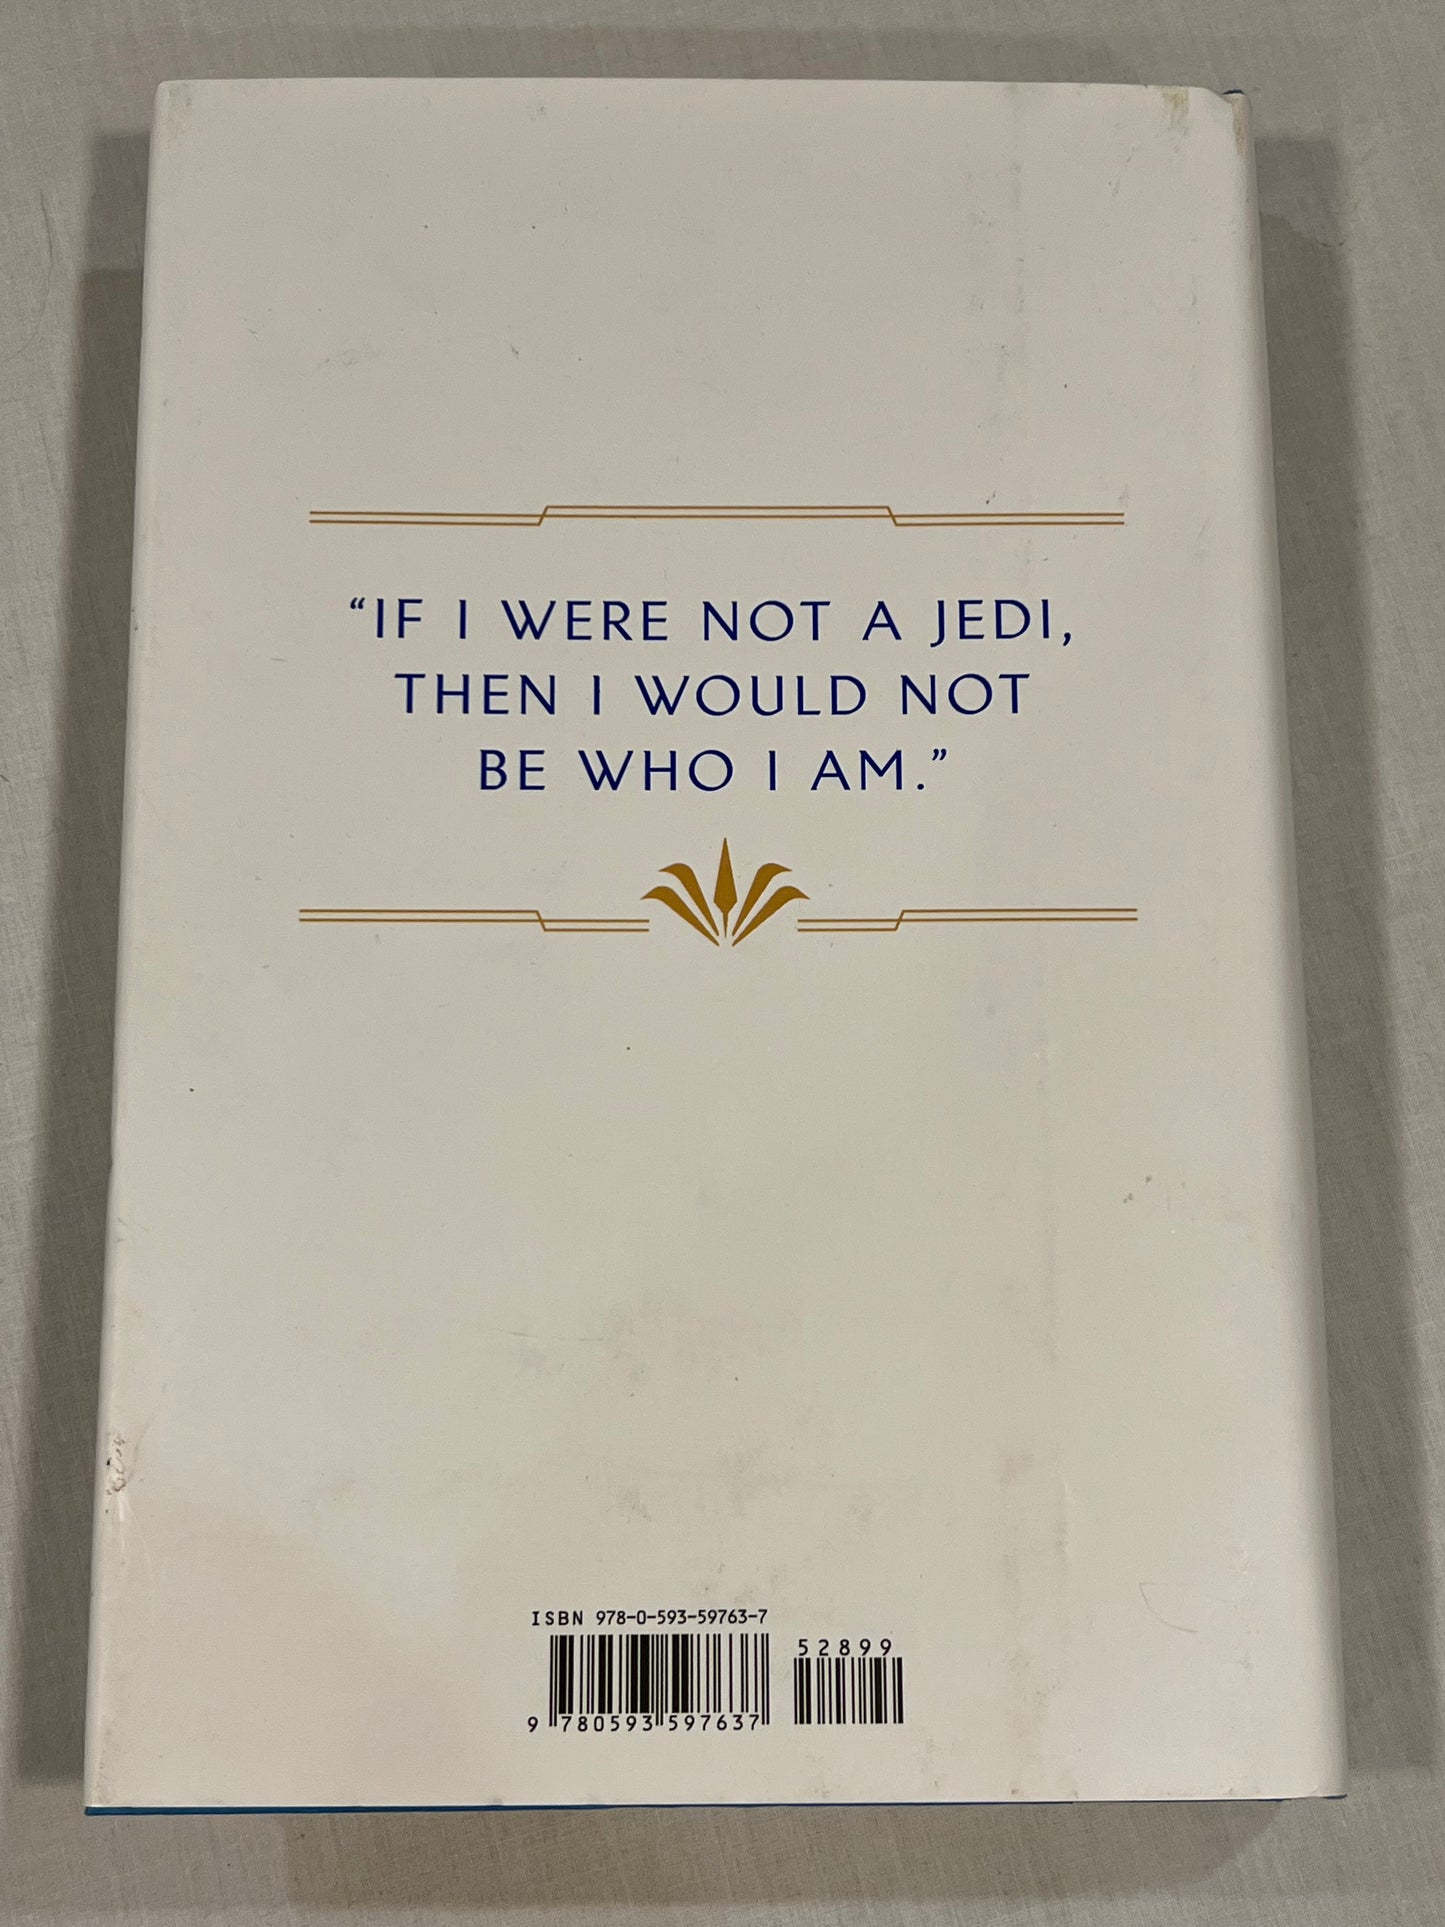 “IF I WERE NOT A JEDI,
THEN I WOULD NOT
BE WHO I AM.”
ISBN 978-0-593-59763-7
52899
9 780593 597637